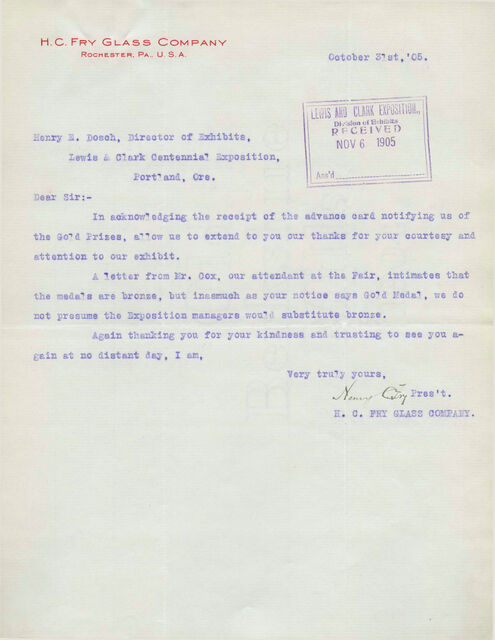 H. C. FRY GLASS COMPANY
ROCHESTER, PA., U. S. A.
October 31st, '05.
LEWIS AND CLARK EXPOSITION,
Division of Exhibits
RECEIVED
NOV 6 1905
Ans'd
Henry E. Dosch, Director of Exhibits,
Lewis & Clark Centennial Exposition,
Portland, Ore.
Dear Sir:-
In acknowledging the receipt of the advance card notifying us of
the Gold Prizes, allow us to extend to you our thanks for your courtesy and
attention to our exhibit.
A letter from Mr. Cox, our attendant at the Fair, intimates that
the medals are bronze, but inasmuch as your notice says Gold Medal, we do
not presume the Exposition managers would substitute bronze.
Again thanking you for your kindness and trusting to see you a-
gain at no distant day, I am,
Very truly yours,
Henry C Fry Pres't.
H. C. FRY GLASS COMPANY.